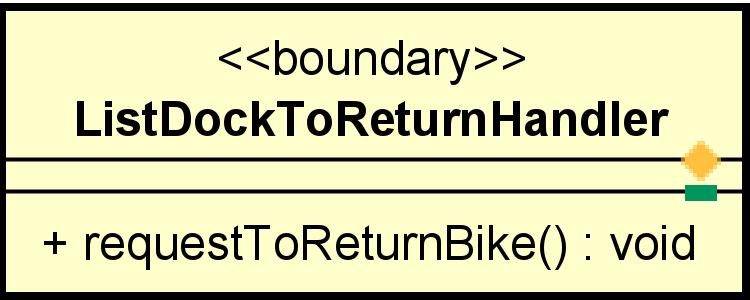 <<boundary>>
ListDockToReturnHandler
+ requestToReturnBike() : void